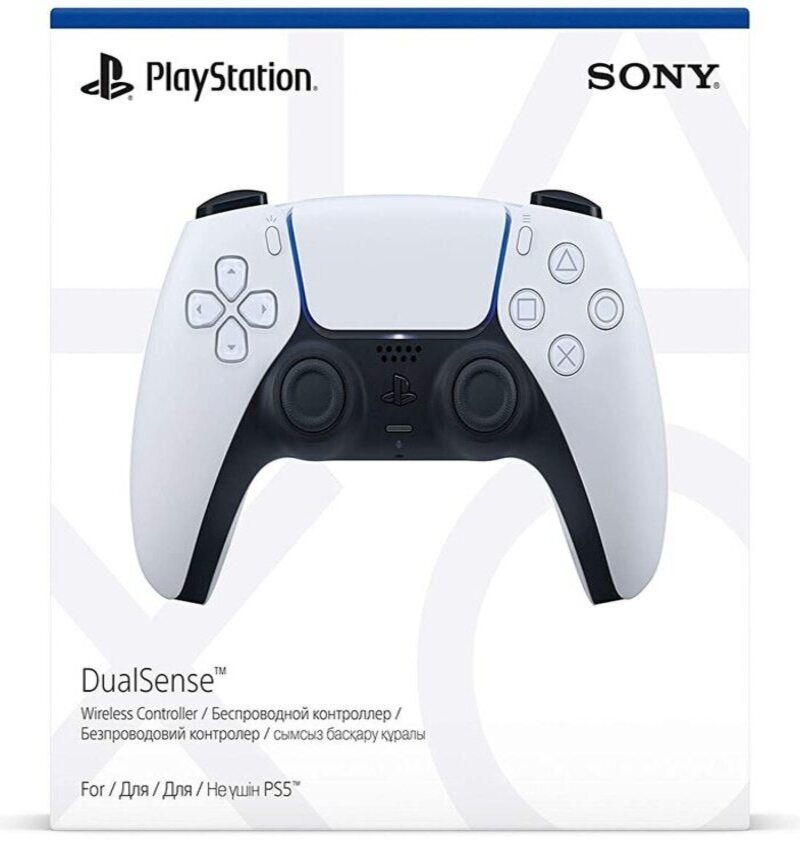 PlayStation®
SONY®
DualSense™
Wireless Controller / Беспроводной контроллер /
Безпроводовий контролер / сымсыз басқару құралы
For / Для / Для / Не үшін PS5™